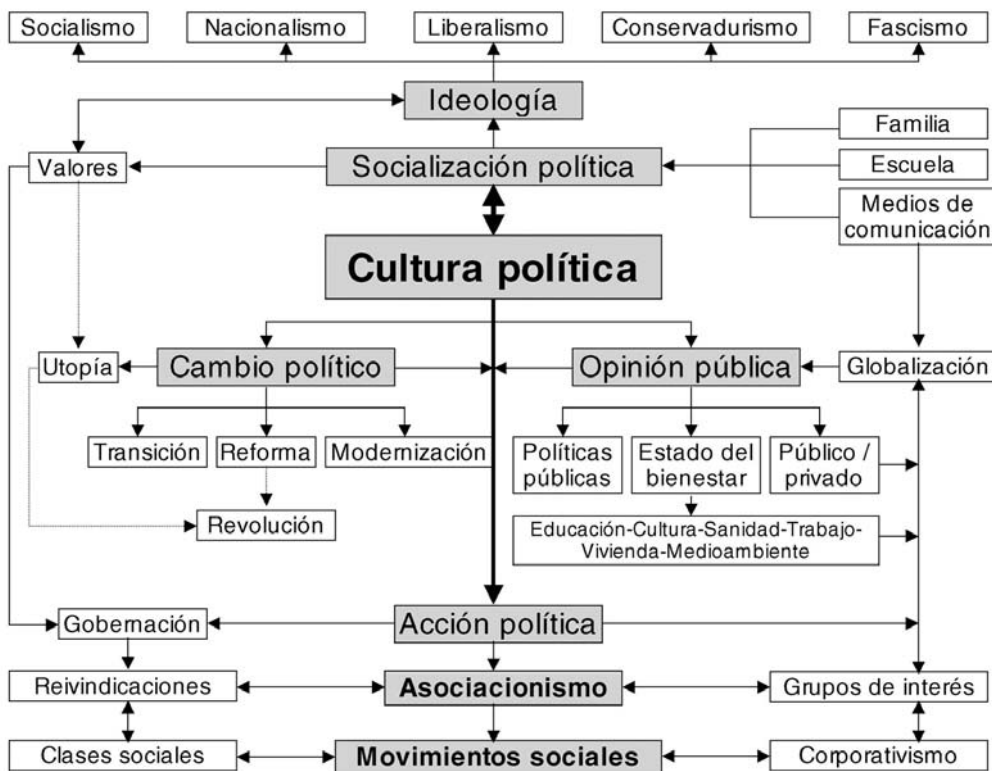 Socialismo
Nacionalismo
Liberalismo
Conservadurismo
Fascismo
Ideología
Familia
Valores
Socialización política
Escuela
Medios de
comunicación
Cultura política
Utopía
Cambio político
Opinión pública
Globalización
Transición
Reforma
Modernización
Políticas
públicas
Estado del
bienestar
Público /
privado
Revolución
Educación-Cultura-Sanidad-Trabajo-
Vivienda-Medioambiente
Gobernación
Acción política
Reivindicaciones
Asociacionismo
Grupos de interés
Clases sociales
Movimientos sociales
Corporativismo